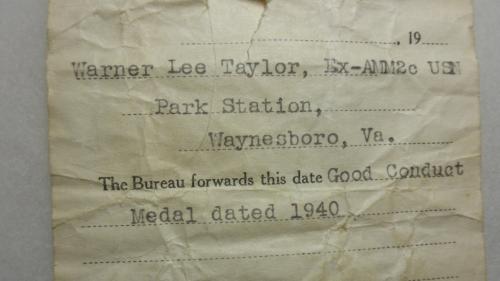 , 19
Warner Lee Taylor, Ex-AMM2c USN
Park Station,
Waynesboro, Va.
The Bureau forwards this date Good Conduct
Medal dated 1940